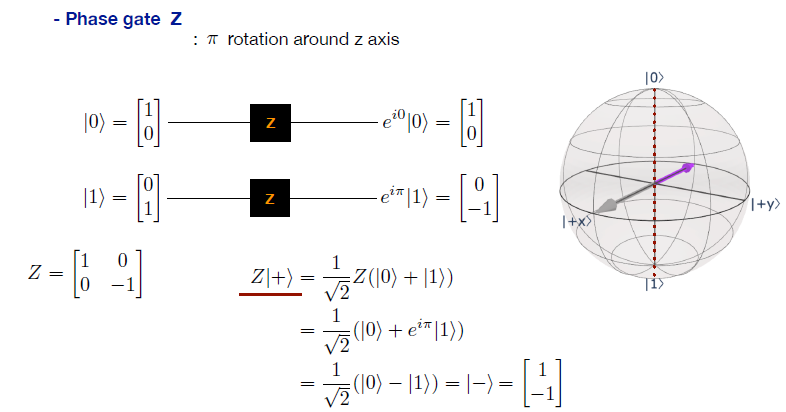 - Phase gate Z
: π rotation around z axis
|0⟩ = [1 0] Z e^{i0}|0⟩ = [1 0]
|1⟩ = [0 1] Z e^{iπ}|1⟩ = [0 −1]
Z = [1 0 0 −1]
Z|+⟩ = 1/√2 Z(|0⟩ + |1⟩)
= 1/√2 (|0⟩ + e^{iπ}|1⟩)
= 1/√2 (|0⟩ − |1⟩) = |−⟩ = [1 −1]
|0⟩
|+x⟩
|+y⟩
|1⟩